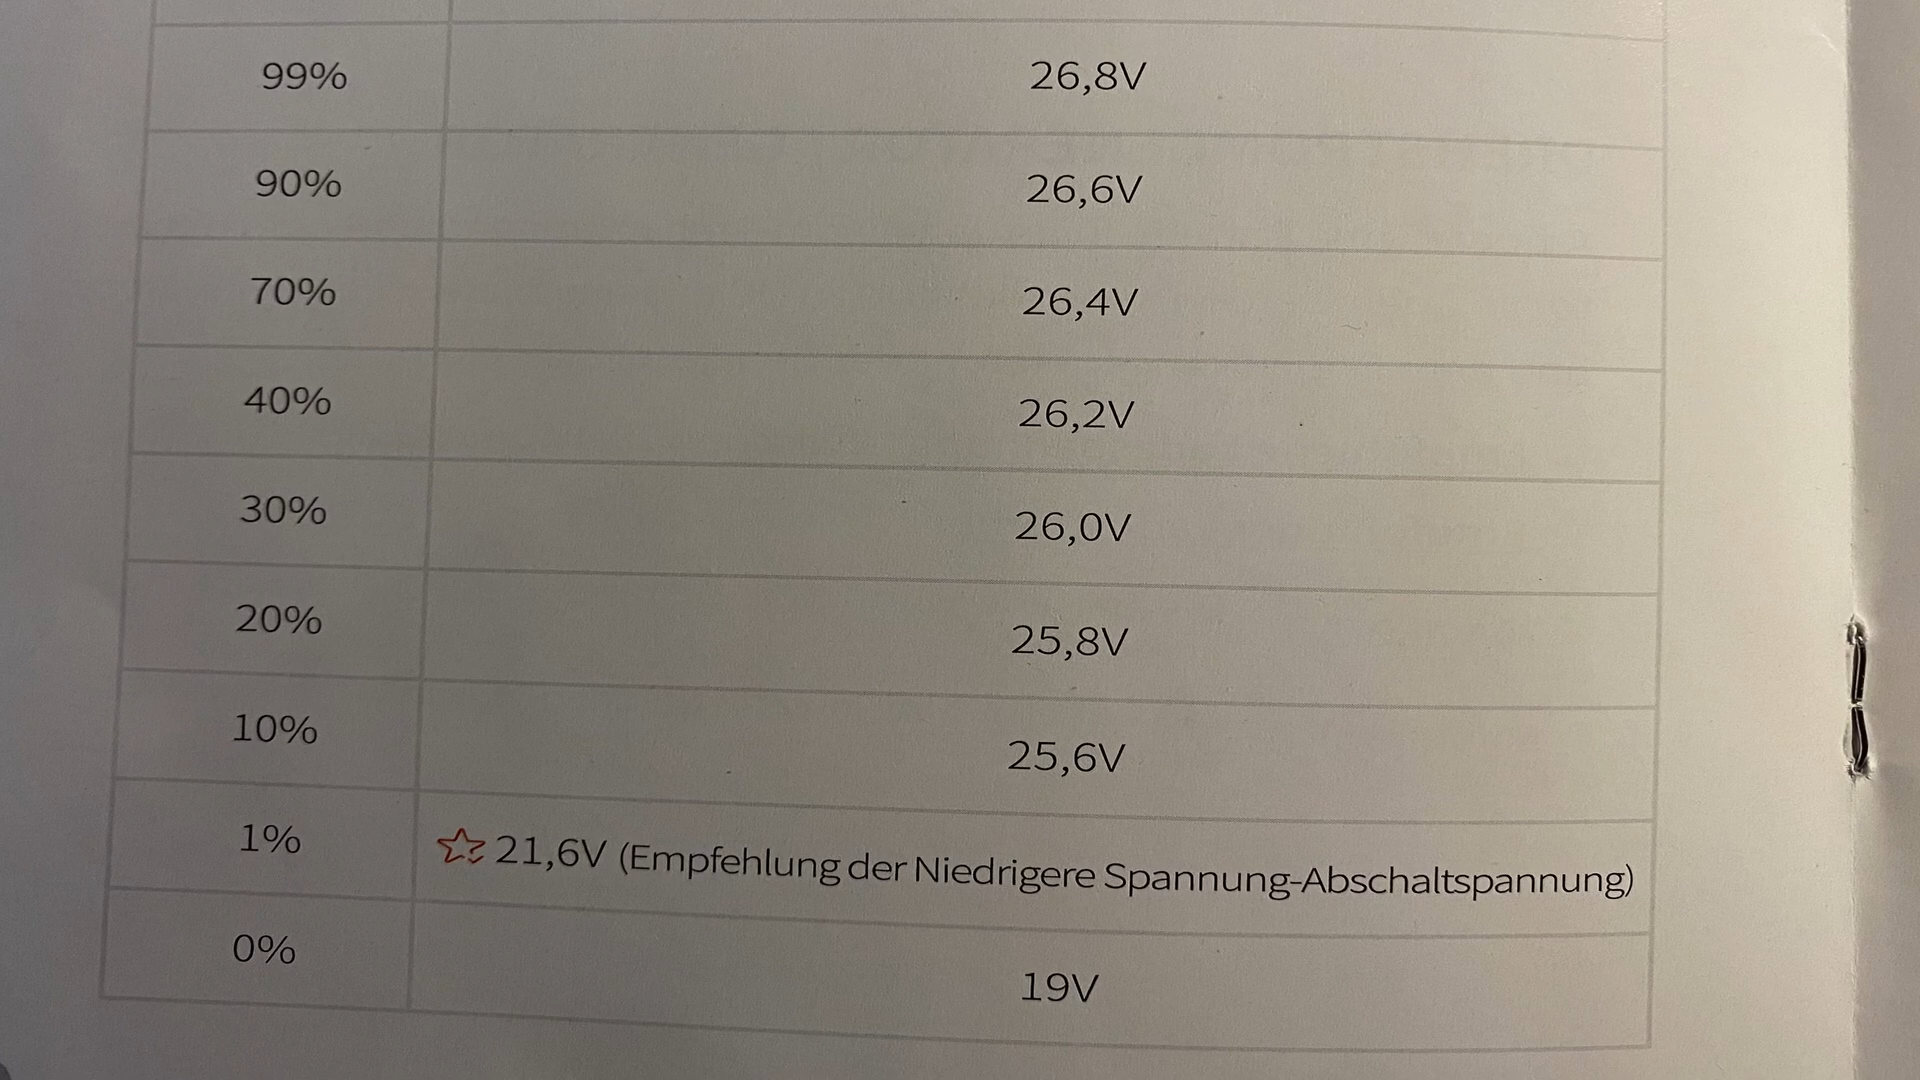 99% 26,8V
90% 26,6V
70% 26,4V
40% 26,2V
30% 26,0V
20% 25,8V
10% 25,6V
1% 21,6V (Empfehlung der Niedrigere Spannung-Abschaltspannung)
0% 19V